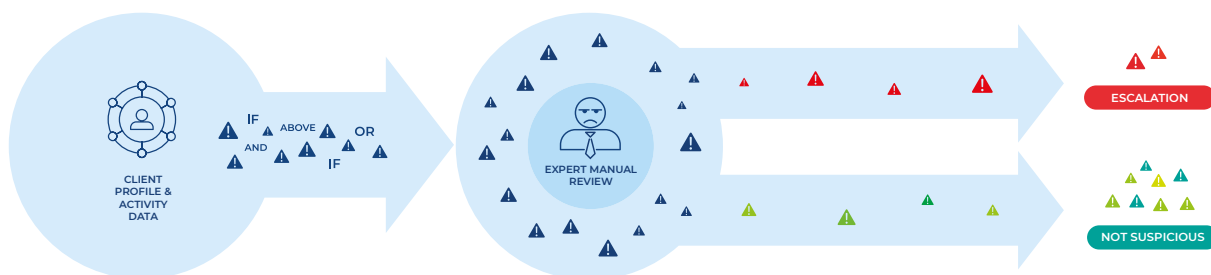 CLIENT
PROFILE &
ACTIVITY
DATA
IF
ABOVE
OR
AND
IF
EXPERT MANUAL
REVIEW
ESCALATION
NOT SUSPICIOUS